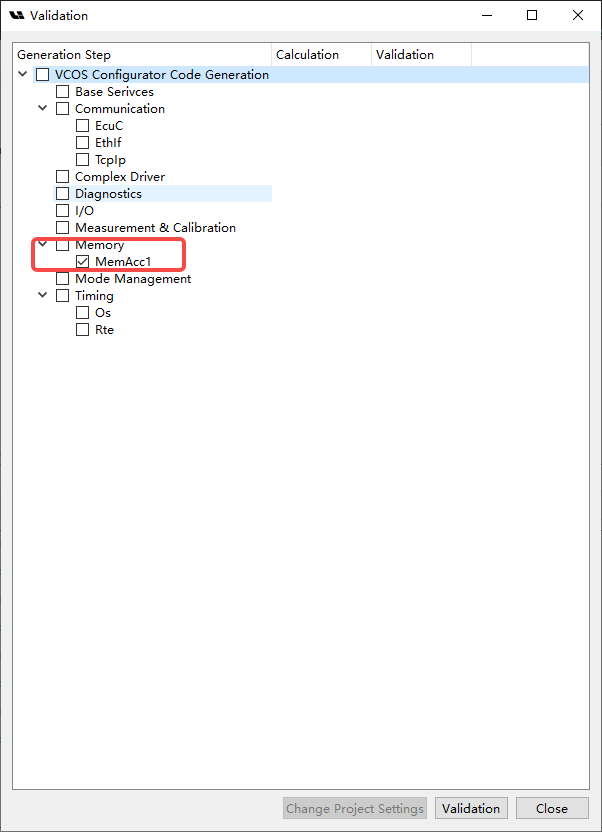 Validation
Generation Step Calculation Validation
VCOS Configurator Code Generation
Base Serivces
Communication
EcuC
EthIf
TcpIp
Complex Driver
Diagnostics
I/O
Measurement & Calibration
Memory
MemAcc1
Mode Management
Timing
Os
Rte
Change Project Settings Validation Close